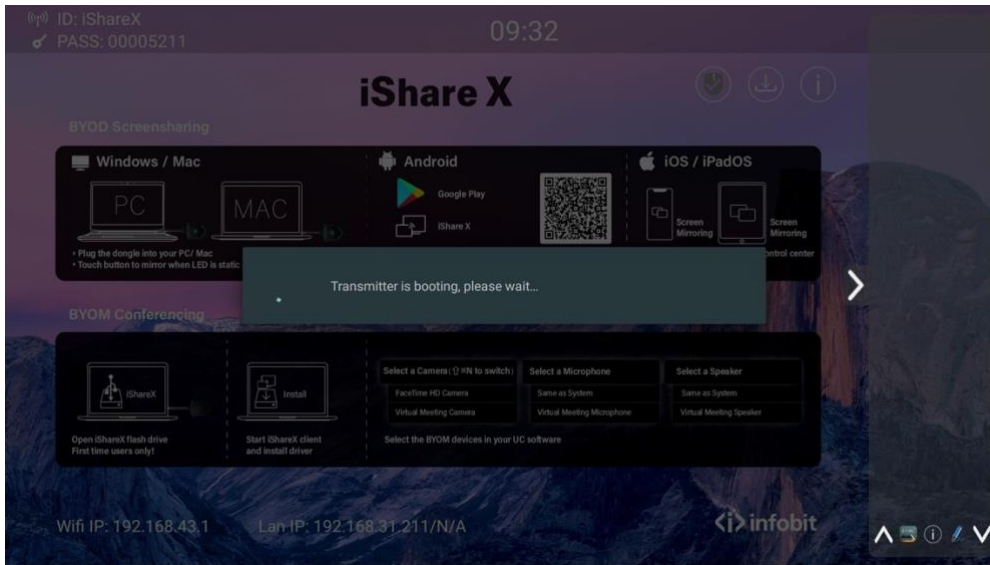 ID: iShareX
PASS: 00005211
09:32
iShare X
BYOD Screensharing
Windows / Mac
PC
MAC
• Plug the dongle into your PC/ Mac
• Touch button to mirror when LED is static
Android
Google Play
iShare X
iOS / iPadOS
Screen
Mirroring
Screen
Mirroring
ntrol center
Transmitter is booting, please wait...
BYOM Conferencing
iShareX
Open iShareX flash drive
First time users only!
Install
Start iShareX client
and install driver
Select a Camera (⇧⌘N to switch)
FaceTime HD Camera
Virtual Meeting Camera
Select a Microphone
Same as System
Virtual Meeting Microphone
Select a Speaker
Same as System
Virtual Meeting Speaker
Select the BYOM devices in your UC software
Wifi IP: 192.168.43.1
Lan IP: 192.168.31.211/N/A
<i> infobit